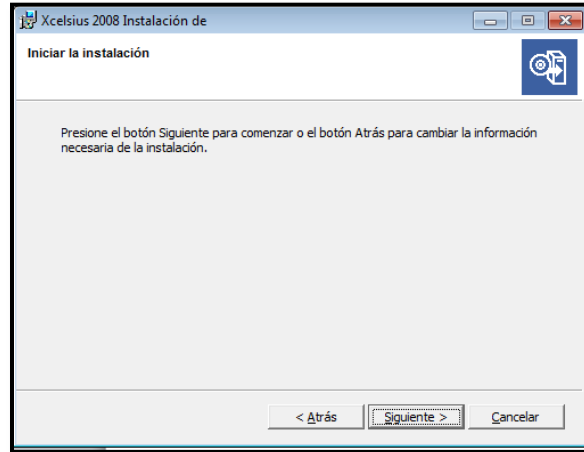 Xcelsius 2008 Instalación de
Iniciar la instalación
Presione el botón Siguiente para comenzar o el botón Atrás para cambiar la información
necesaria de la instalación.
< Atrás
Siguiente >
Cancelar